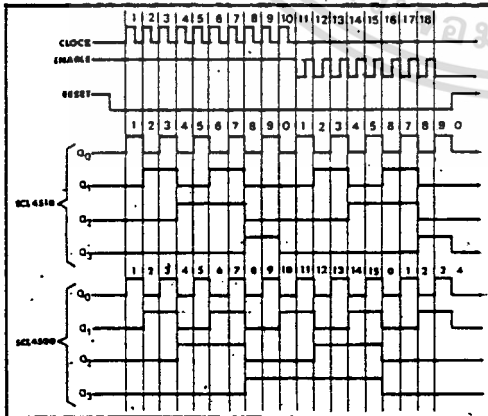 1 2 3 4 5 6 7 8 9 10 11 12 13 14 15 16 17 18
CLOCK
ENABLE
RESET
1 2 3 4 5 6 7 8 9 0 1 2 3 4 5 6 7 8 9 0
Q0
Q1
SCL4518
Q2
Q3
1 2 3 4 5 6 7 8 9 10 11 12 13 14 15 0 1 2 3 4
Q0
Q1
Q2
Q3